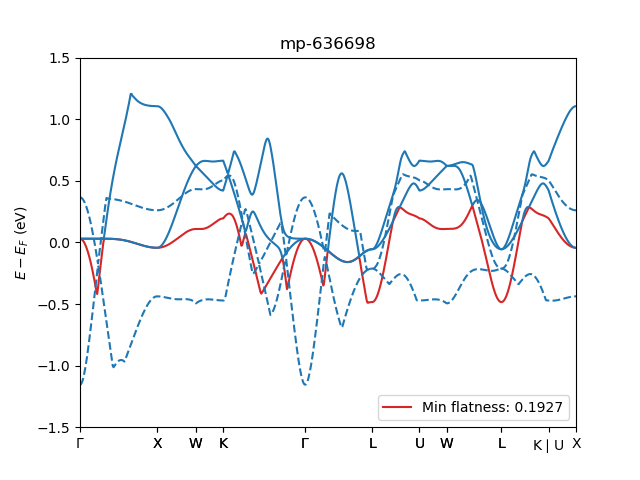 mp-636698
E − E_F (eV)
1.5
1.0
0.5
0.0
−0.5
−1.0
−1.5
Min flatness: 0.1927
Γ X W K Γ L U W L K | U X